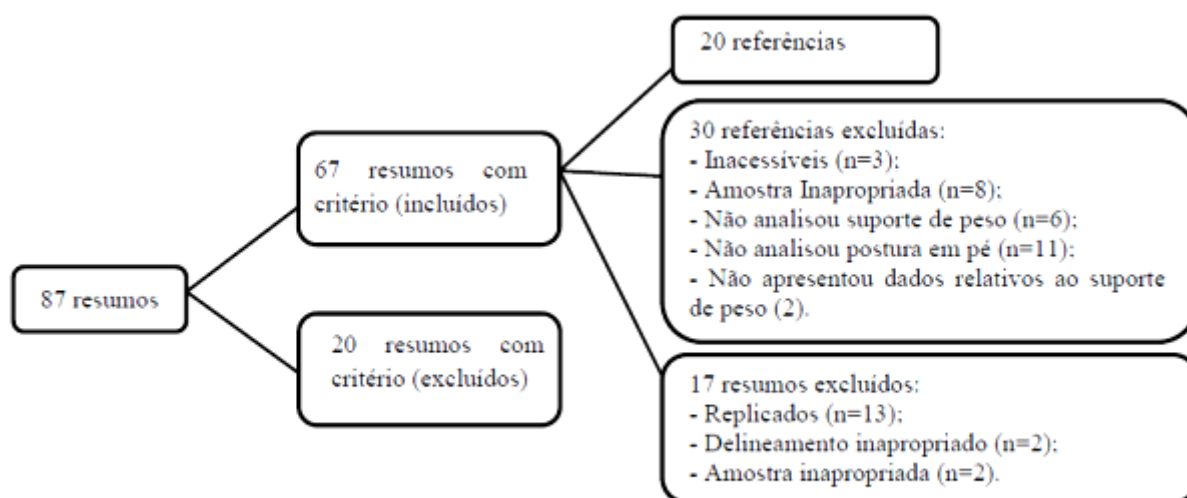 87 resumos
67 resumos com
critério (incluídos)
20 resumos com
critério (excluídos)
20 referências
30 referências excluídas:
- Inacessíveis (n=3);
- Amostra Inapropriada (n=8);
- Não analisou suporte de peso (n=6);
- Não analisou postura em pé (n=11);
- Não apresentou dados relativos ao suporte
de peso (2).
17 resumos excluídos:
- Replicados (n=13);
- Delineamento inapropriado (n=2);
- Amostra inapropriada (n=2).